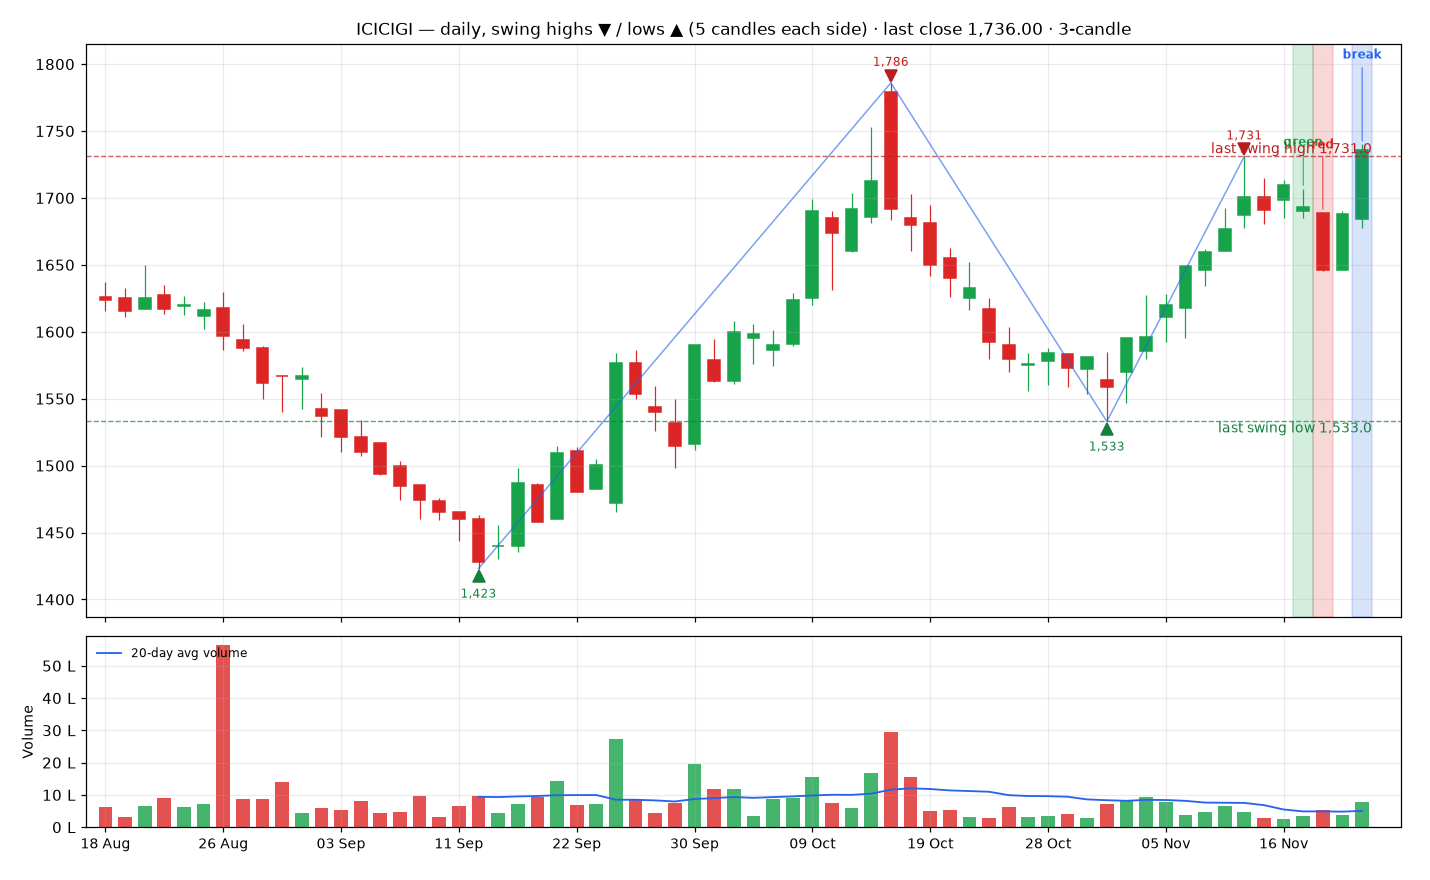 ICICIGI — daily, swing highs ▼ / lows ▲ (5 candles each side) · last close 1,736.00 · 3-candle
break
1,786
1,731
green
red
last swing high 1,731.0
last swing low 1,533.0
1,533
1,423
1800
1750
1700
1650
1600
1550
1500
1450
1400
20-day avg volume
Volume
50 L
40 L
30 L
20 L
10 L
0 L
18 Aug
26 Aug
03 Sep
11 Sep
22 Sep
30 Sep
09 Oct
19 Oct
28 Oct
05 Nov
16 Nov